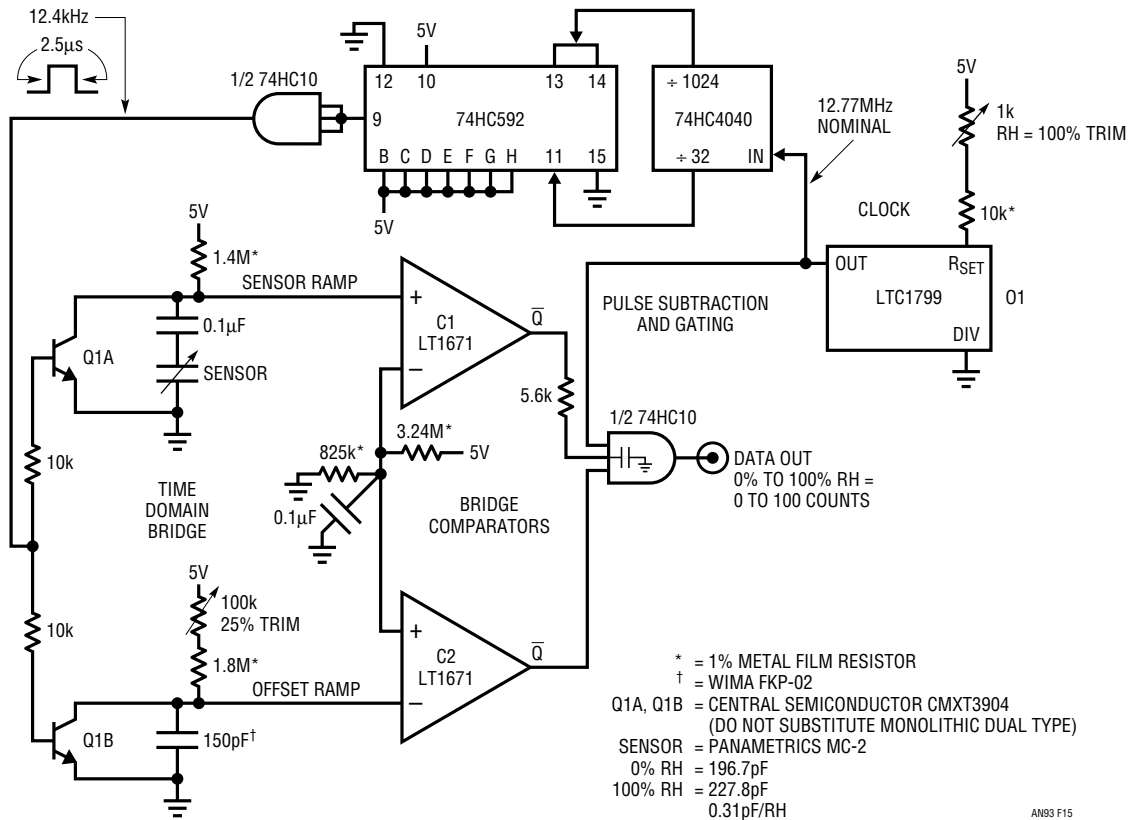 12.4kHz
2.5µs
1/2 74HC10
5V
12
10
13
14
9
74HC592
B C D E F G H
11
15
5V
÷ 1024
74HC4040
÷ 32
IN
12.77MHz
NOMINAL
5V
1k
RH = 100% TRIM
10k*
CLOCK
OUT
RSET
LTC1799
O1
DIV
5V
1.4M*
SENSOR RAMP
0.1µF
SENSOR
Q1A
10k
+
C1
LT1671
–
Q̅
PULSE SUBTRACTION
AND GATING
5.6k
1/2 74HC10
DATA OUT
0% TO 100% RH =
0 TO 100 COUNTS
3.24M*
5V
825k*
0.1µF
TIME
DOMAIN
BRIDGE
BRIDGE
COMPARATORS
10k
5V
100k
25% TRIM
1.8M*
OFFSET RAMP
Q1B
150pF†
+
C2
LT1671
–
Q̅
* = 1% METAL FILM RESISTOR
† = WIMA FKP-02
Q1A, Q1B = CENTRAL SEMICONDUCTOR CMXT3904
(DO NOT SUBSTITUTE MONOLITHIC DUAL TYPE)
SENSOR = PANAMETRICS MC-2
0% RH = 196.7pF
100% RH = 227.8pF
0.31pF/RH
AN93 F15